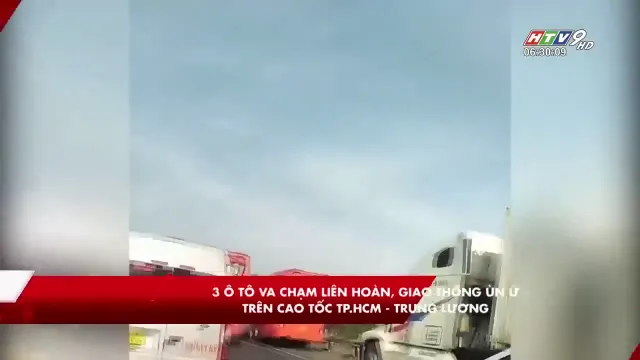 HTV9 HD
06:30:09
3 Ô TÔ VA CHẠM LIÊN HOÀN, GIAO THÔNG ÙN Ứ
TRÊN CAO TỐC TP.HCM - TRUNG LƯƠNG